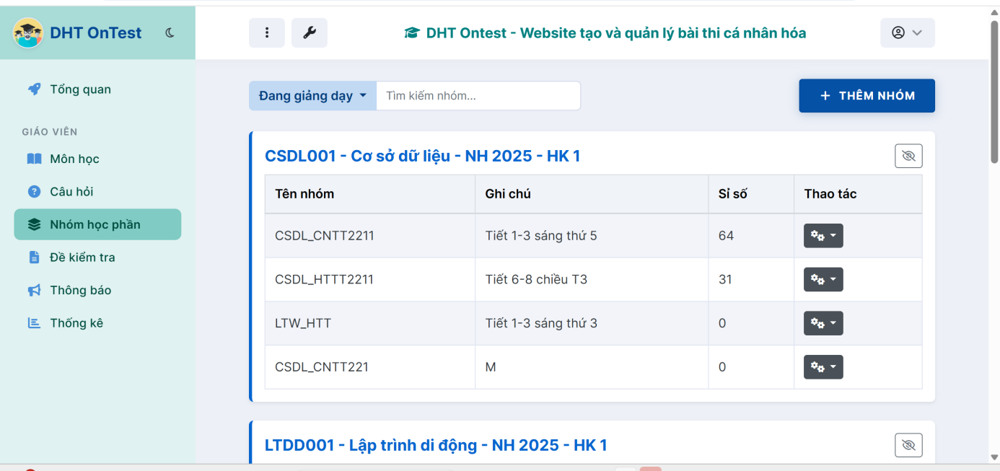 DHT OnTest
DHT Ontest - Website tạo và quản lý bài thi cá nhân hóa
Tổng quan
GIÁO VIÊN
Môn học
Câu hỏi
Nhóm học phần
Đề kiểm tra
Thông báo
Thống kê
Đang giảng dạy
Tìm kiếm nhóm...
+ THÊM NHÓM
CSDL001 - Cơ sở dữ liệu - NH 2025 - HK 1
Tên nhóm Ghi chú Sỉ số Thao tác
CSDL_CNTT2211 Tiết 1-3 sáng thứ 5 64
CSDL_HTTT2211 Tiết 6-8 chiều T3 31
LTW_HTT Tiết 1-3 sáng thứ 3 0
CSDL_CNTT221 M 0
LTDD001 - Lập trình di động - NH 2025 - HK 1